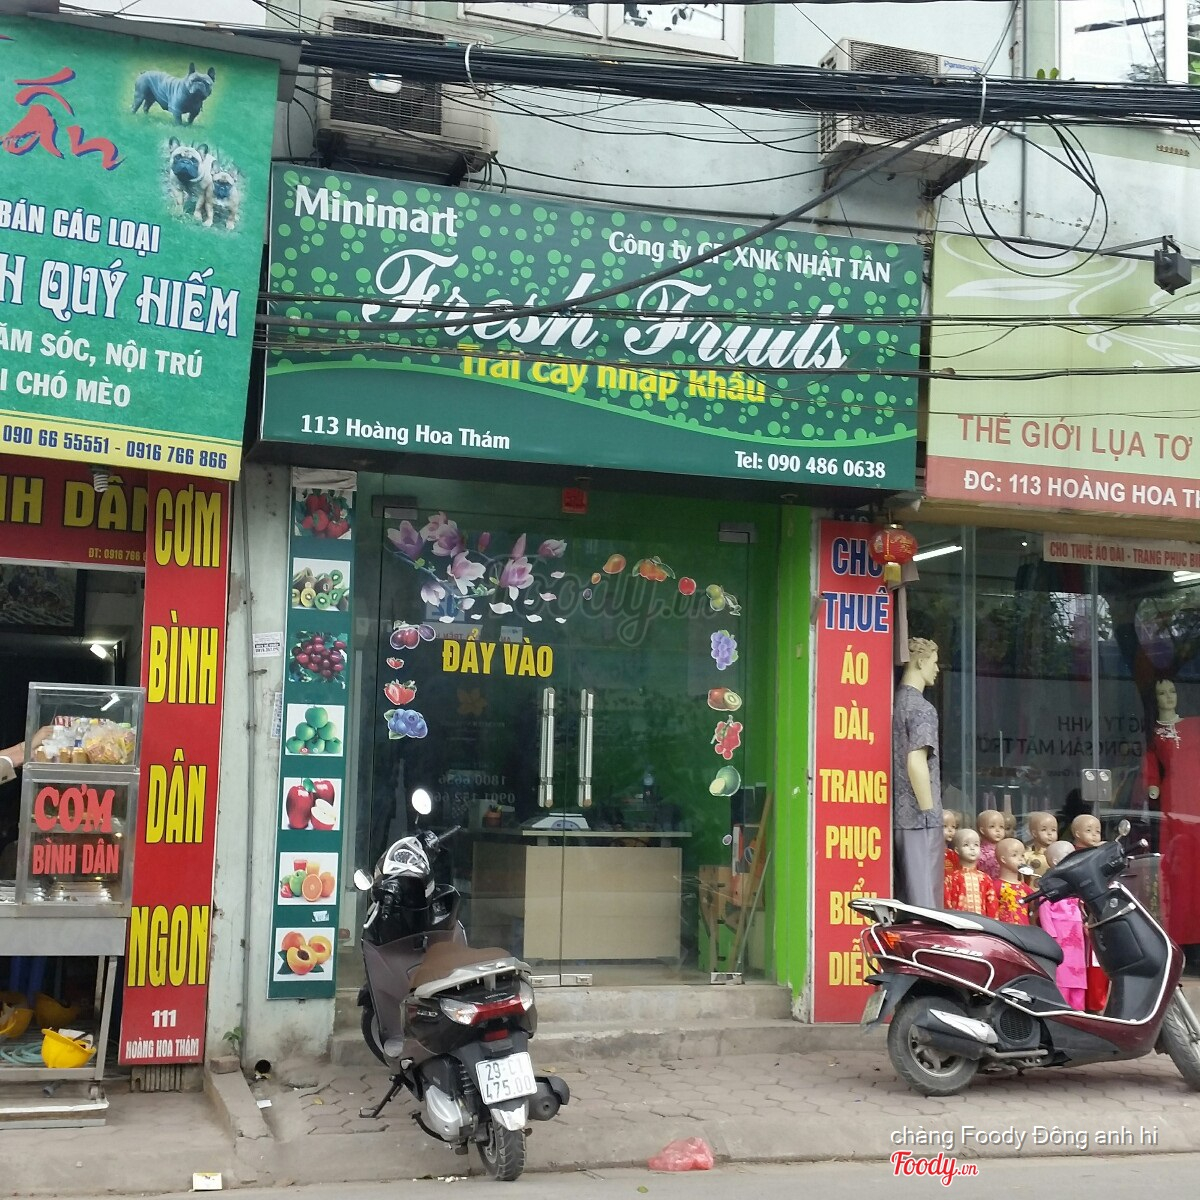 BÁN CÁC LOẠI
QUÝ HIẾM
SÓC, NỘI TRÚ
CHÓ MÈO
090 66 55551 - 0916 766 866
Minimart
Công ty CP XNK NHẬT TÂN
Fresh Fruits
Trái cây nhập khẩu
113 Hoàng Hoa Thám
Tel: 090 486 0638
THẾ GIỚI LỤA TƠ
ĐC: 113 HOÀNG HOA
CHO THUÊ ÁO DÀI - TRANG PHỤC
CƠM
BÌNH
DÂN
NGON
111
HOÀNG HOA THÁM
CƠM
BÌNH DÂN
ĐẨY VÀO
CHO
THUÊ
ÁO
DÀI,
TRANG
PHỤC
BIỂU
DIỄN
29-C1
475.00
Panasonic
Foody.vn
chàng Foody Đông anh hi
Foody.vn